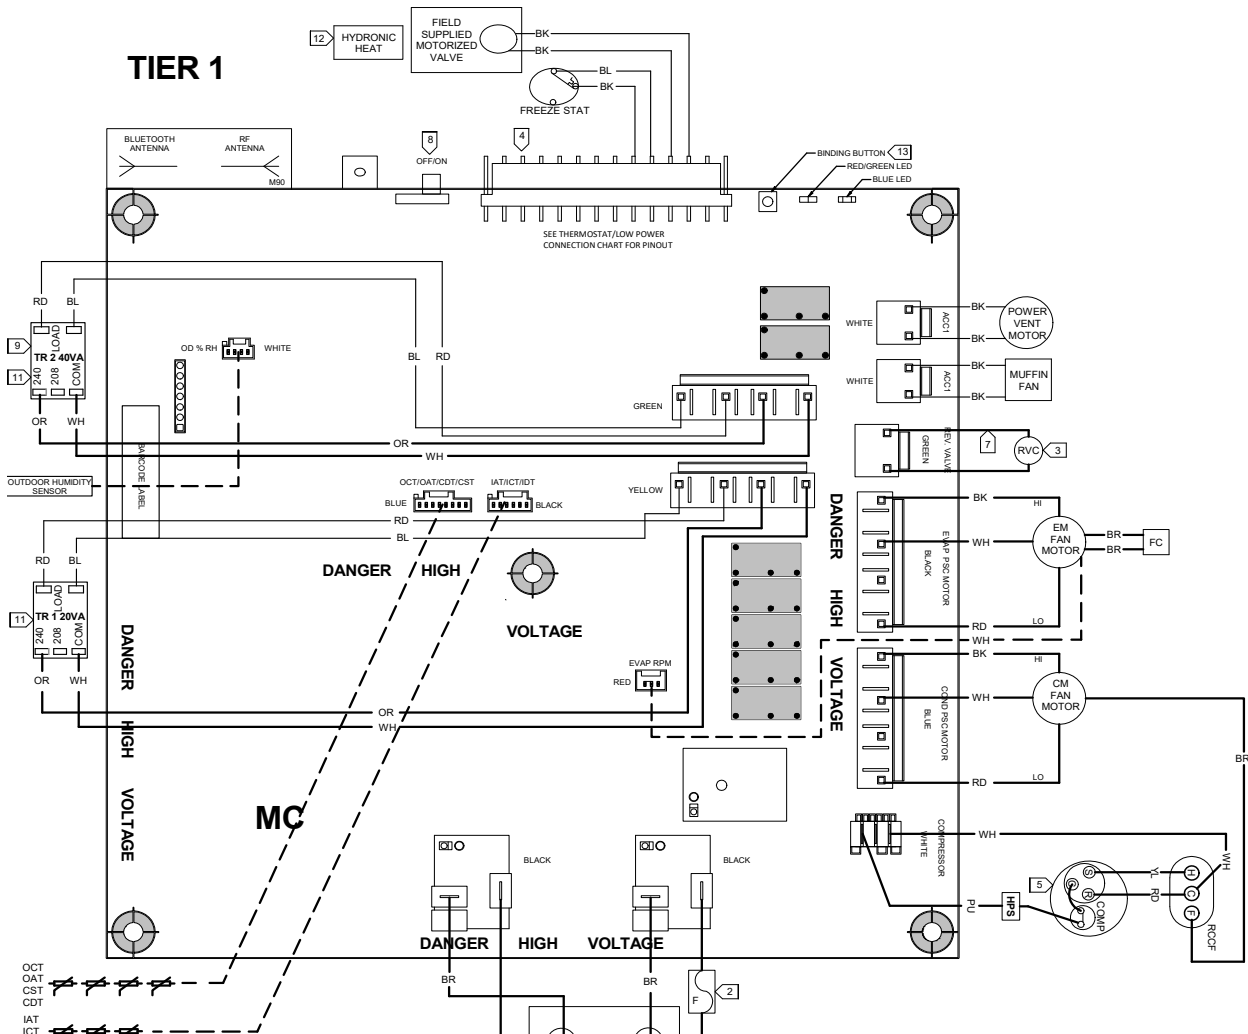 TIER 1
12
HYDRONIC
HEAT
FIELD
SUPPLIED
MOTORIZED
VALVE
BK
BK
BL
BK
FREEZE STAT
BLUETOOTH
ANTENNA
RF
ANTENNA
M90
8
OFF/ON
4
BINDING BUTTON
13
RED/GREEN LED
BLUE LED
SEE THERMOSTAT/LOW POWER
CONNECTION CHART FOR PINOUT
RD
BL
9
LOAD
TR 2 40VA
11
240
208
COM
OR
WH
OD % RH
WHITE
BL
RD
GREEN
OR
WH
WHITE
ACC1
BK
BK
POWER
VENT
MOTOR
WHITE
ACC1
BK
BK
MUFFIN
FAN
REV. VALVE
GREEN
7
RVC
3
BARCODE LABEL
OUTDOOR HUMIDITY
SENSOR
OCT/OAT/CDT/CST
BLUE
IAT/ICT/IDT
BLACK
YELLOW
RD
BL
RD
BL
LOAD
TR 1 20VA
11
240
208
COM
OR
WH
DANGER HIGH
VOLTAGE
DANGER HIGH VOLTAGE
DANGER HIGH VOLTAGE
EVAP PSC MOTOR
BLACK
BK
HI
WH
EM
FAN
MOTOR
BR
BR
FC
RD
LO
WH
EVAP RPM
RED
OR
WH
COND PSC MOTOR
BLUE
BK
HI
WH
CM
FAN
MOTOR
RD
LO
BR
MC
COMPRESSOR
WHITE
WH
WH
PU
HPS
5
S
R
COMP
YL
RD
H
C
F
RCCF
BLACK
BLACK
DANGER HIGH VOLTAGE
BR
BR
F
2
OCT
OAT
CST
CDT
IAT
ICT